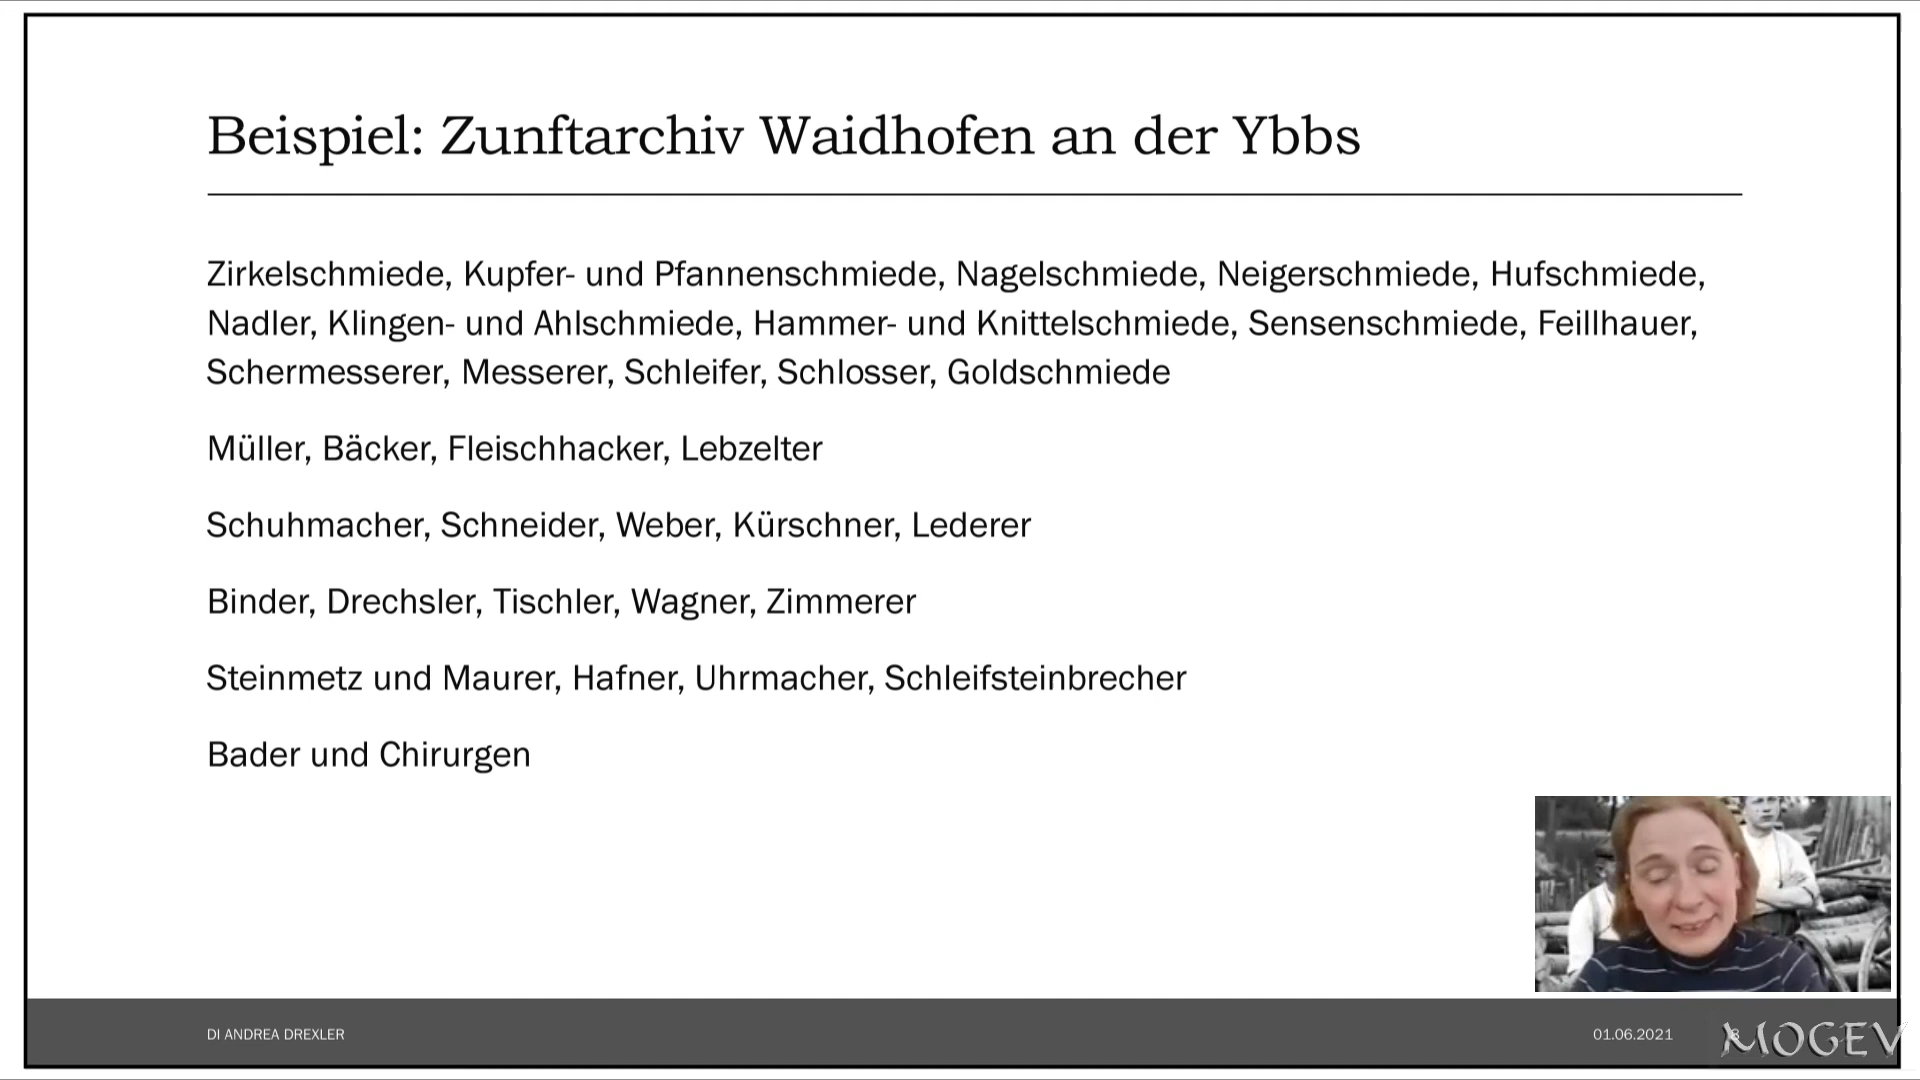 Beispiel: Zunftarchiv Waidhofen an der Ybbs
Zirkelschmiede, Kupfer- und Pfannenschmiede, Nagelschmiede, Neigerschmiede, Hufschmiede,
Nadler, Klingen- und Ahlschmiede, Hammer- und Knittelschmiede, Sensenschmiede, Feillhauer,
Schermesserer, Messerer, Schleifer, Schlosser, Goldschmiede
Müller, Bäcker, Fleischhacker, Lebzelter
Schuhmacher, Schneider, Weber, Kürschner, Lederer
Binder, Drechsler, Tischler, Wagner, Zimmerer
Steinmetz und Maurer, Hafner, Uhrmacher, Schleifsteinbrecher
Bader und Chirurgen
DI ANDREA DREXLER
01.06.2021
MOGEV